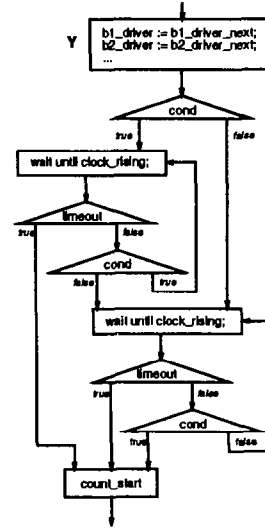 b1_driver := b1_driver_next;
Y
b2_driver := b2_driver_next;
...
cond
true
false
wait until clock_rising;
timeout
true
false
cond
false
true
wait until clock_rising;
timeout
true
false
cond
true
false
count_start